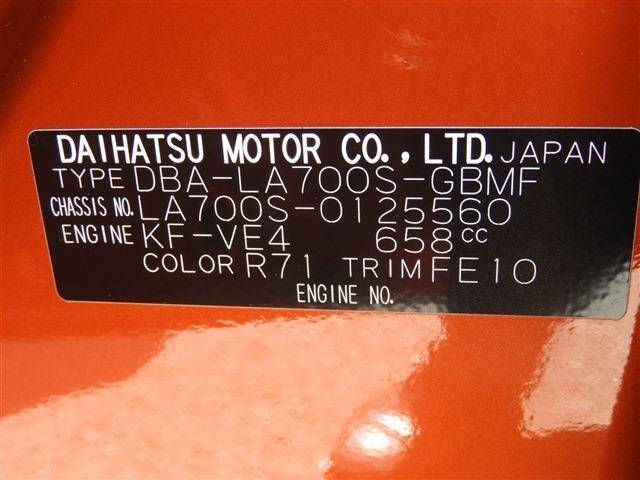 DAIHATSU MOTOR CO., LTD. JAPAN
TYPE DBA-LA700S-GBMF
CHASSIS NO. LA700S-0125560
ENGINE KF-VE4 658cc
COLOR R71 TRIM FE10
ENGINE NO.